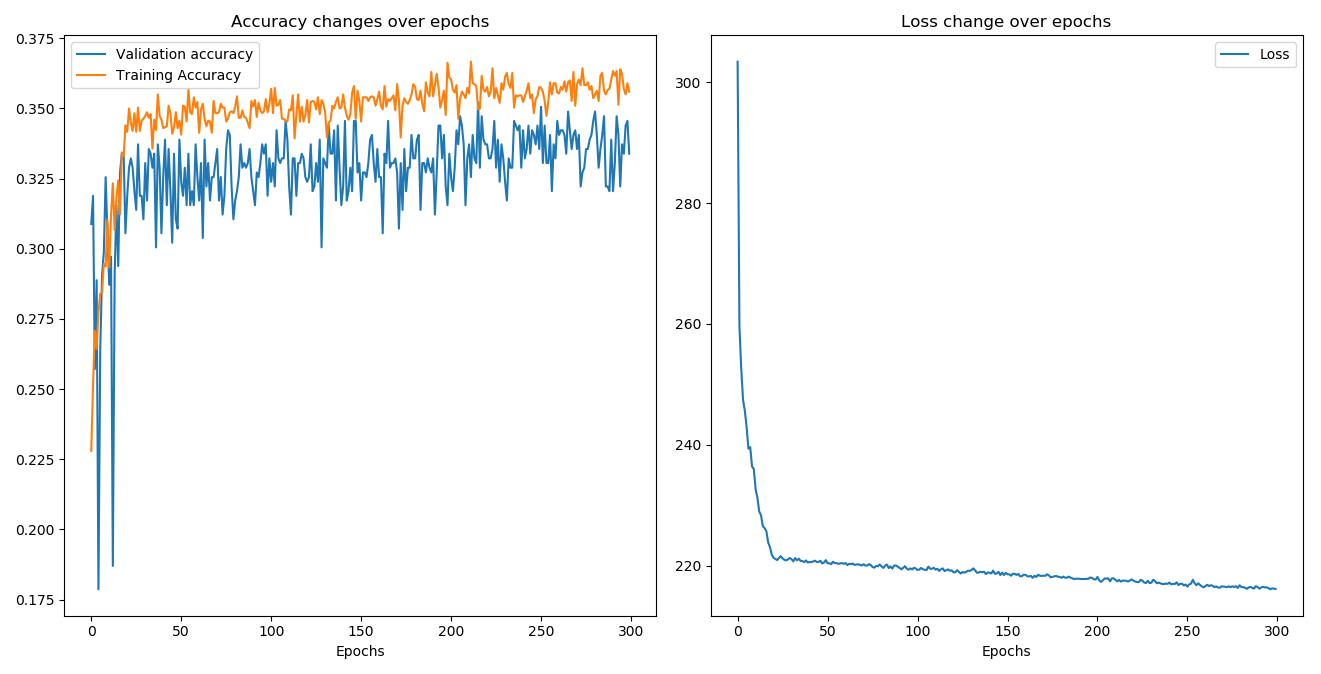 Accuracy changes over epochs
Validation accuracy
Training Accuracy
0.375
0.350
0.325
0.300
0.275
0.250
0.225
0.200
0.175
0 50 100 150 200 250 300
Epochs
Loss change over epochs
Loss
300
280
260
240
220
0 50 100 150 200 250 300
Epochs